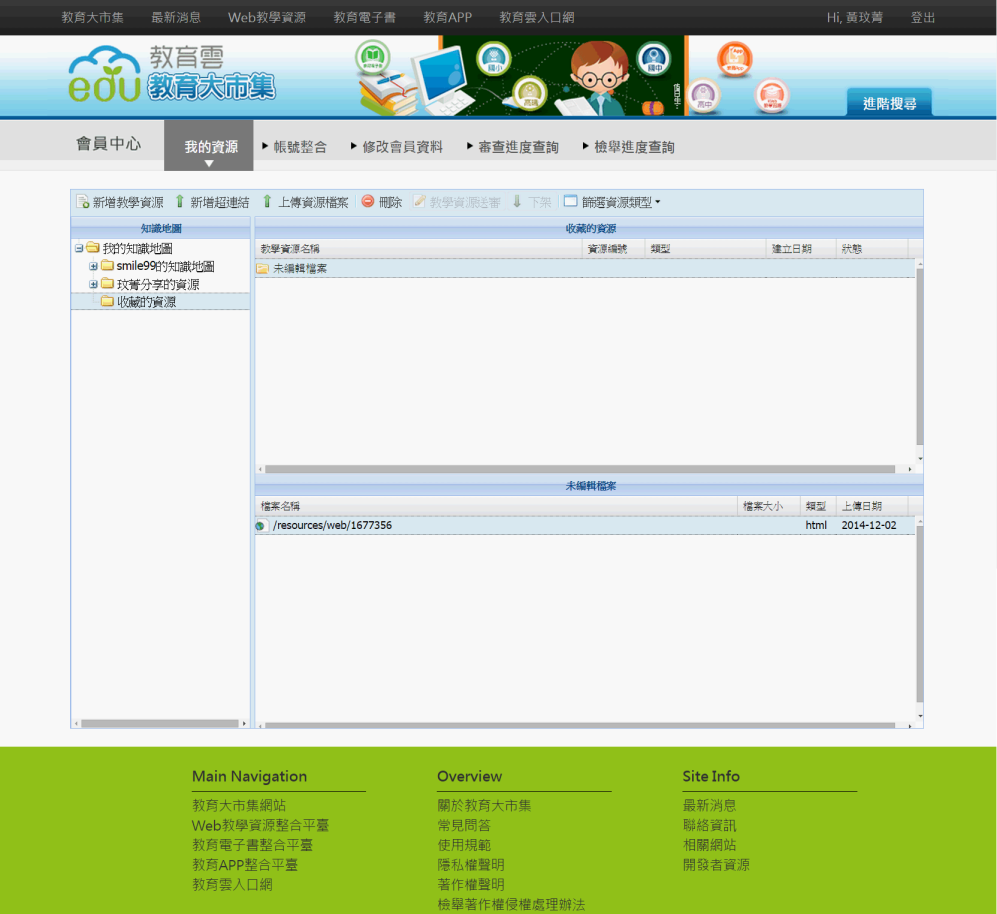 教育大市集 最新消息 Web教學資源 教育電子書 教育APP 教育雲入口網 Hi, 黃玟菁 登出
教育雲
edU 教育大市集
國小 國中 高職 高中
進階搜尋
會員中心 我的資源 帳號整合 修改會員資料 審查進度查詢 檢舉進度查詢
新增教學資源 新增超連結 上傳資源檔案 刪除 教學資源送審 下架 篩選資源類型
知識地圖 收藏的資源
我的知識地圖 教學資源名稱 資源編號 類型 建立日期 狀態
smile99的知識地圖 未編輯檔案
玟菁分享的資源
收藏的資源
未編輯檔案
檔案名稱 檔案大小 類型 上傳日期
/resources/web/1677356 html 2014-12-02
Main Navigation Overview Site Info
教育大市集網站 關於教育大市集 最新消息
Web教學資源整合平臺 常見問答 聯絡資訊
教育電子書整合平臺 使用規範 相關網站
教育APP整合平臺 隱私權聲明 開發者資源
教育雲入口網 著作權聲明
檢舉著作權侵權處理辦法